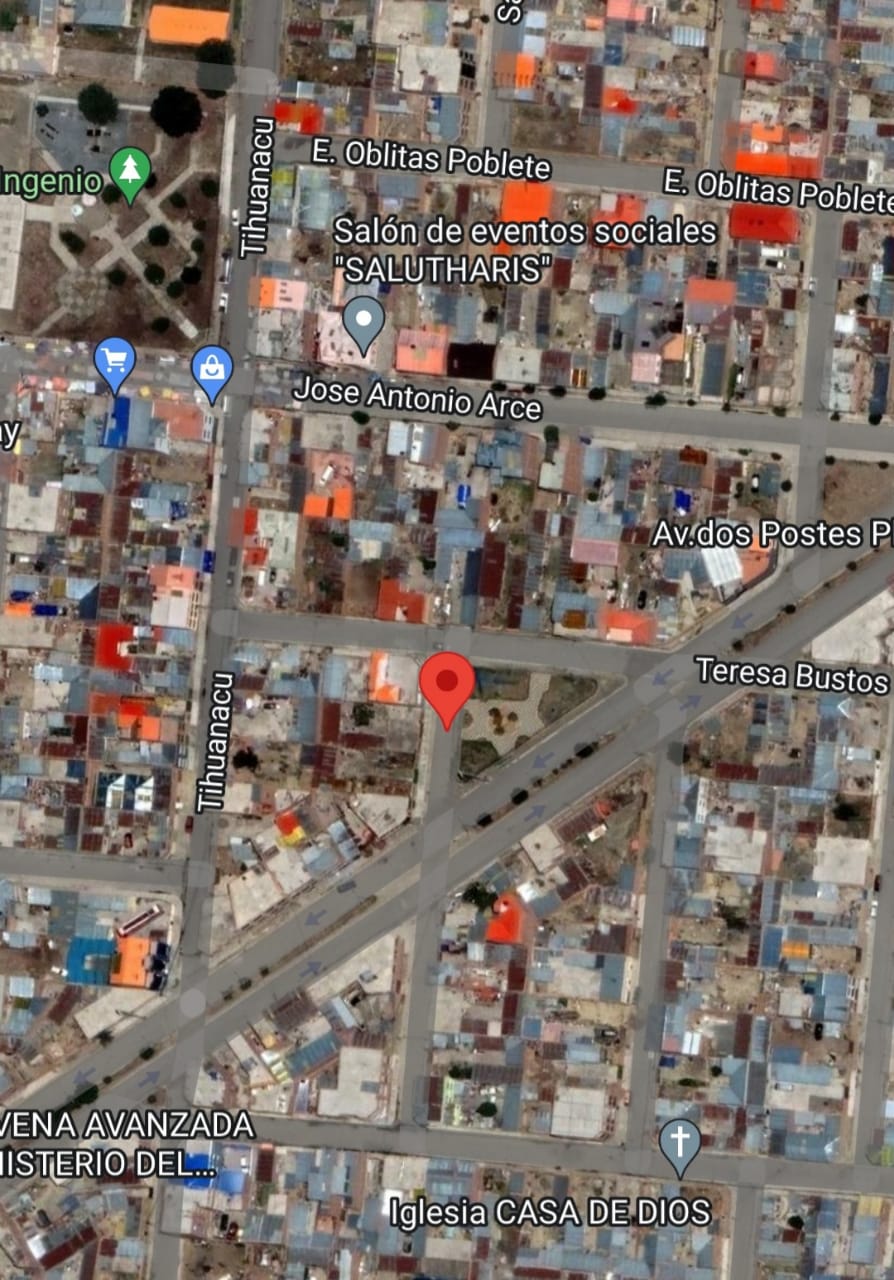 Tihuanacu
E. Oblitas Poblete
E. Oblitas Poblete
Ingenio
Salón de eventos sociales
"SALUTHARIS"
Jose Antonio Arce
Av.dos Postes
Teresa Bustos
Tihuanacu
VENA AVANZADA
ISTERIO DEL...
Iglesia CASA DE DIOS